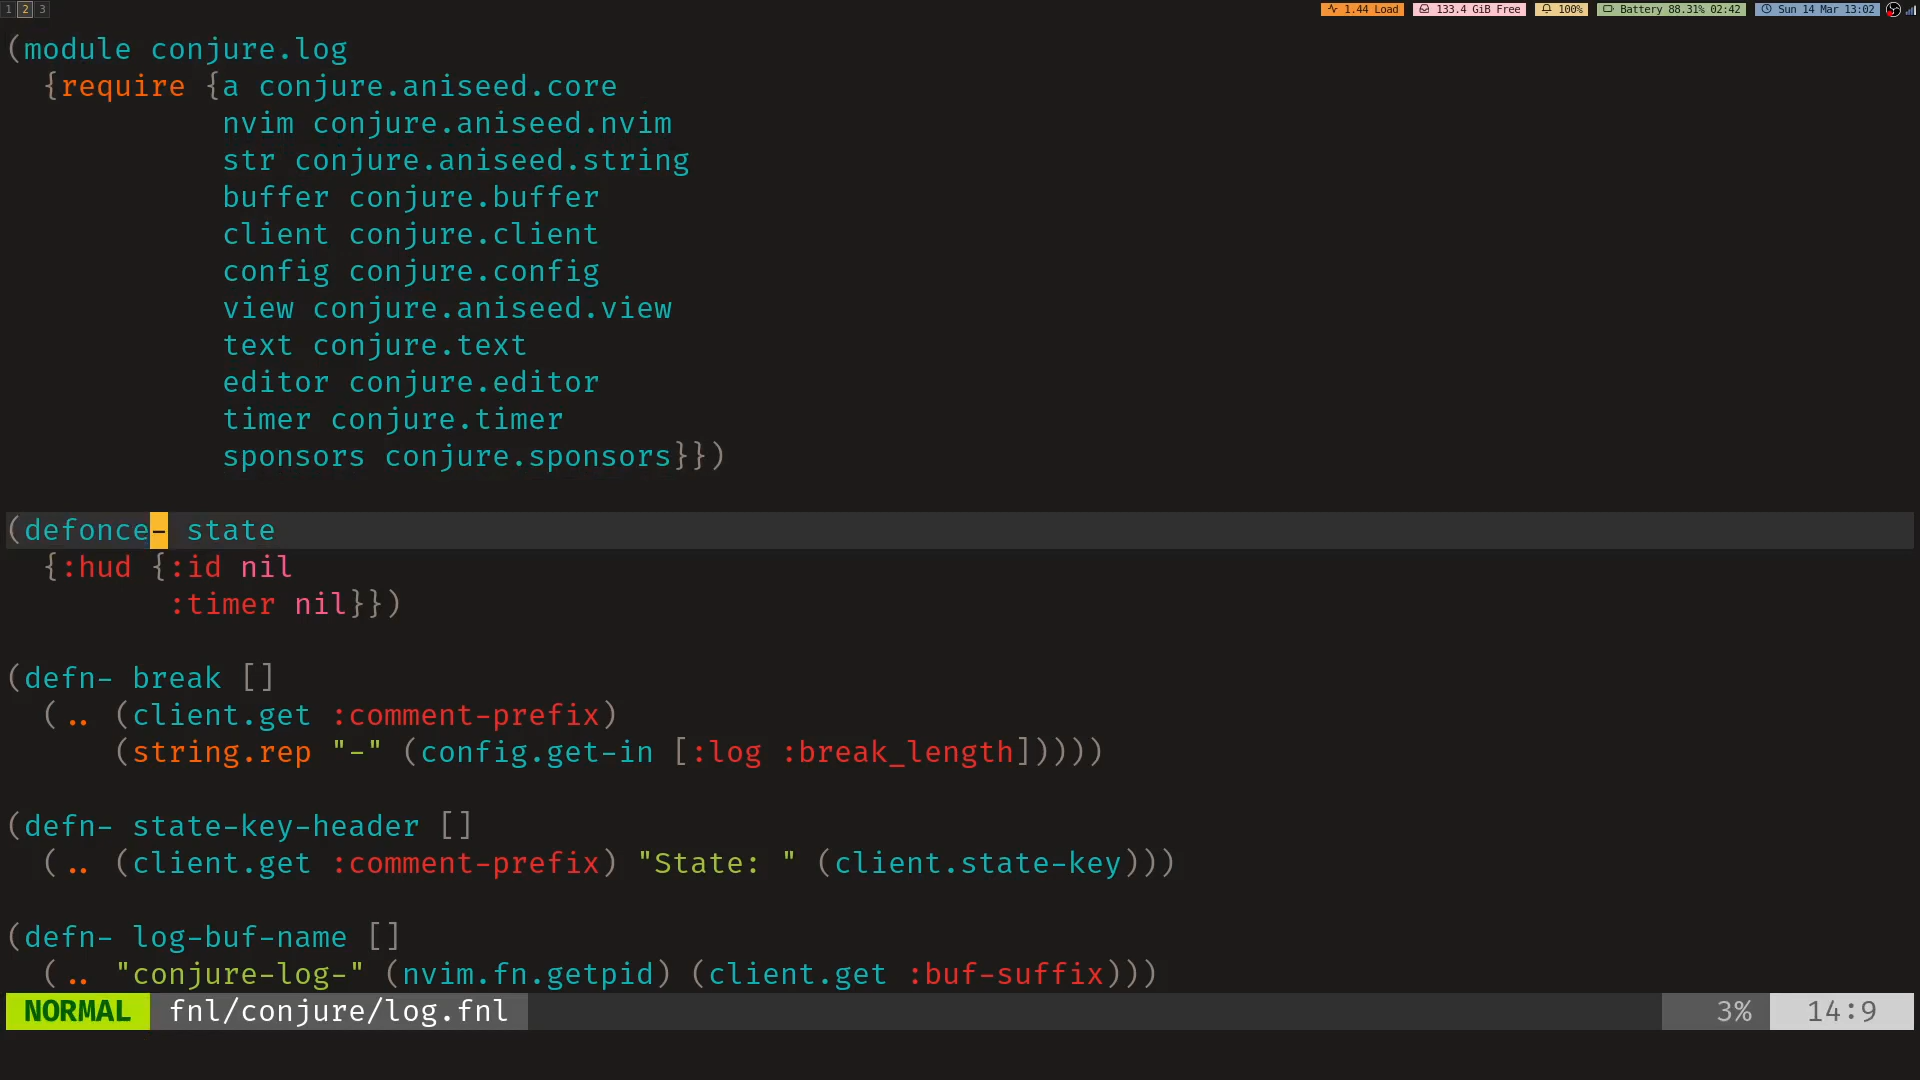 1 2 3 1.44 Load 133.4 GiB Free 100% Battery 88.31% 02:42 Sun 14 Mar 13:02
(module conjure.log
  {require {a conjure.aniseed.core
            nvim conjure.aniseed.nvim
            str conjure.aniseed.string
            buffer conjure.buffer
            client conjure.client
            config conjure.config
            view conjure.aniseed.view
            text conjure.text
            editor conjure.editor
            timer conjure.timer
            sponsors conjure.sponsors}})
(defonce- state
  {:hud {:id nil
         :timer nil}})
(defn- break []
  (.. (client.get :comment-prefix)
      (string.rep "-" (config.get-in [:log :break_length]))))
(defn- state-key-header []
  (.. (client.get :comment-prefix) "State: " (client.state-key)))
(defn- log-buf-name []
  (.. "conjure-log-" (nvim.fn.getpid) (client.get :buf-suffix)))
NORMAL fnl/conjure/log.fnl 3% 14:9